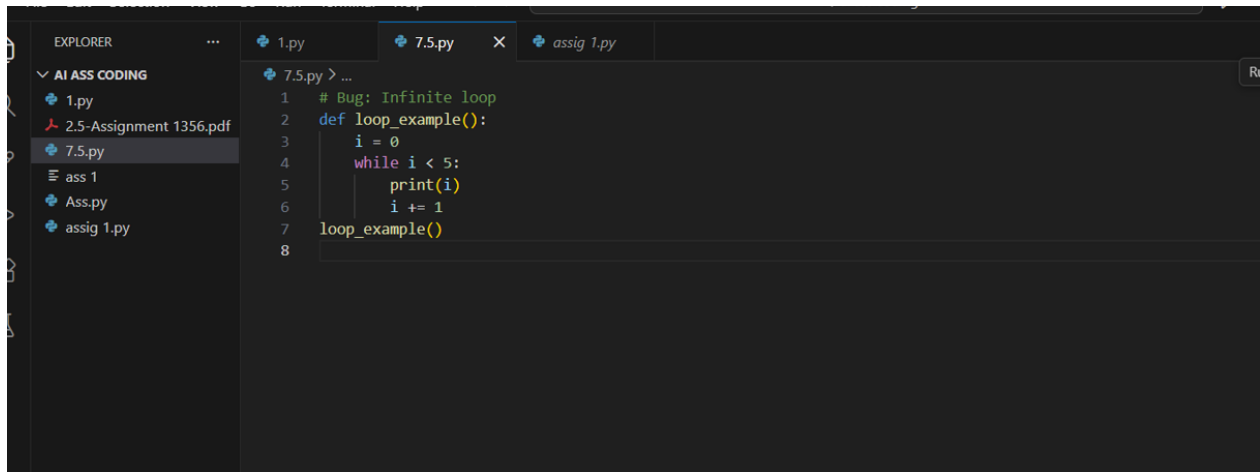 EXPLORER
...
1.py
7.5.py
assig 1.py
AI ASS CODING
1.py
2.5-Assignment 1356.pdf
7.5.py
ass 1
Ass.py
assig 1.py
7.5.py > ...
1 # Bug: Infinite loop
2 def loop_example():
3     i = 0
4     while i < 5:
5         print(i)
6         i += 1
7 loop_example()
8